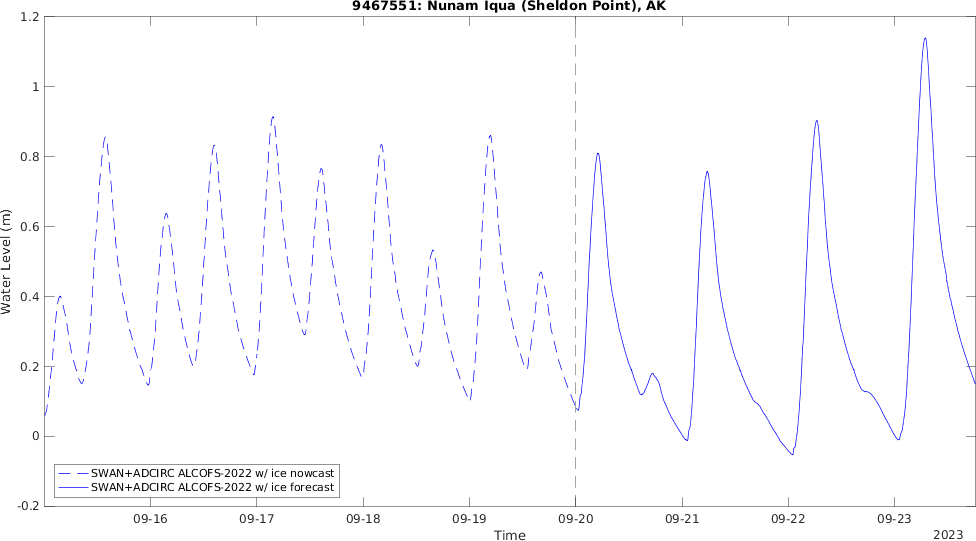 9467551: Nunam Iqua (Sheldon Point), AK
1.2
1
0.8
0.6
0.4
0.2
0
-0.2
Water Level (m)
SWAN+ADCIRC ALCOFS-2022 w/ ice nowcast
SWAN+ADCIRC ALCOFS-2022 w/ ice forecast
09-16 09-17 09-18 09-19 09-20 09-21 09-22 09-23
Time
2023